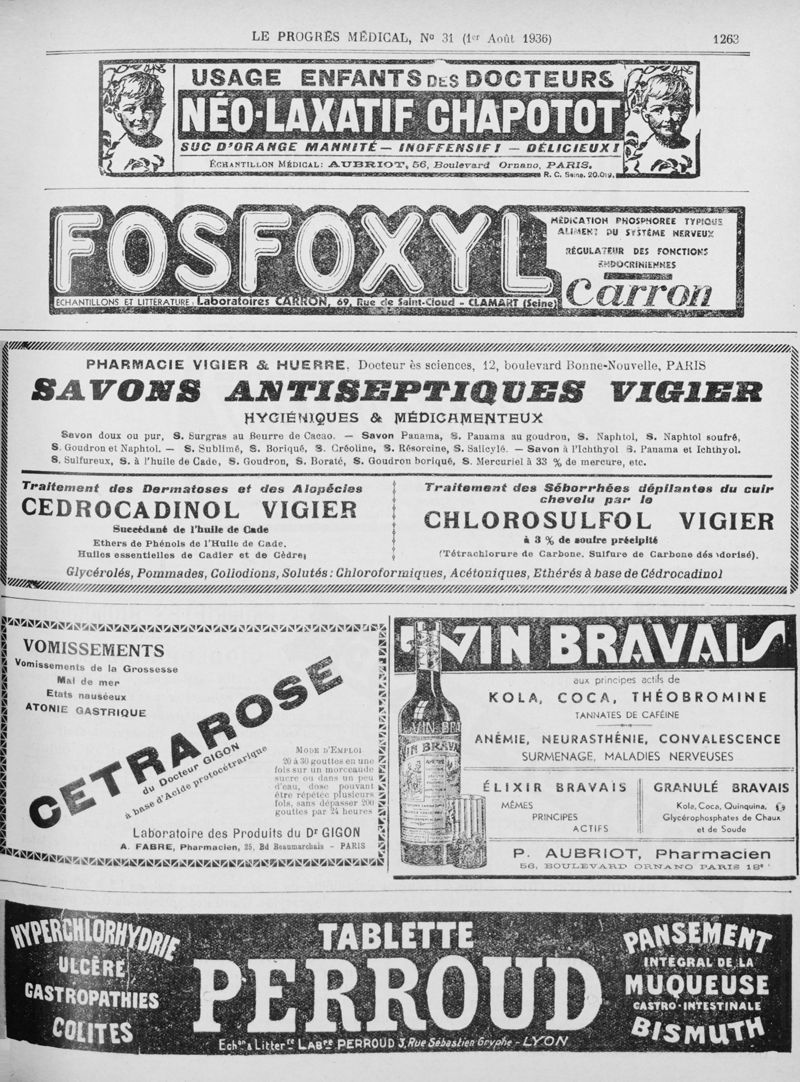 LE PROGRÈS MÉDICAL, No 31 (1er Août 1936)
1263
USAGE ENFANTS DES DOCTEURS
NÉO-LAXATIF CHAPOTOT
SUC D'ORANGE MANNITÉ — INOFFENSIF! — DÉLICIEUX!
ÉCHANTILLON MÉDICAL: AUBRIOT, 56, Boulevard Ornano, PARIS.
R. C. Seine. 20.019.
FOSFOXYL
MÉDICATION PHOSPHORÉE TYPIQUE
ALIMENT DU SYSTÈME NERVEUX
RÉGULATEUR DES FONCTIONS
ENDOCRINIENNES
Carron
ÉCHANTILLONS ET LITTÉRATURE: Laboratoires CARRON, 69, Rue de Saint-Cloud - CLAMART (Seine)
PHARMACIE VIGIER & HUERRE, Docteur ès sciences, 12, boulevard Bonne-Nouvelle, PARIS
SAVONS ANTISEPTIQUES VIGIER
HYGIÉNIQUES & MÉDICAMENTEUX
Savon doux ou pur, S. Surgras au Beurre de Cacao. — Savon Panama, S. Panama au goudron, S. Naphtol, S. Naphtol soufré,
S. Goudron et Naphtol. — S. Sublimé, S. Boriqué, S. Créoline, S. Résorcine, S. Salicylé. — Savon à l'Ichthyol S. Panama et Ichthyol.
S. Sulfureux, S. à l'huile de Cade, S. Goudron, S. Boraté, S. Goudron boriqué, S. Mercuriel à 33 % de mercure, etc.
Traitement des Dermatoses et des Alopécies
CEDROCADINOL VIGIER
Succédané de l'huile de Cade
Ethers de Phénols de l'Huile de Cade,
Huiles essentielles de Cadier et de Cèdre,
Traitement des Séborrhées dépilantes du cuir
chevelu par le
CHLOROSULFOL VIGIER
à 3 % de soufre précipité
(Tétrachlorure de Carbone, Sulfure de Carbone désodorisé).
Glycérolés, Pommades, Collodions, Solutés: Chloroformiques, Acétoniques, Ethérés à base de Cédrocadinol
VOMISSEMENTS
Vomissements de la Grossesse
Mal de mer
Etats nauséeux
ATONIE GASTRIQUE
CETRAROSE
du Docteur GIGON
à base d'Acide protocétrarique
MODE D'EMPLOI
20 à 30 gouttes en une
fois sur un morceau de
sucre ou dans un peu
d'eau, dose pouvant
être répétée plusieurs
fois, sans dépasser 200
gouttes par 24 heures
Laboratoire des Produits du Dr GIGON
A. FABRE, Pharmacien, 25, Bd Beaumarchais - PARIS
VIN BRAVAIS
aux principes actifs de
KOLA, COCA, THÉOBROMINE
TANNATES DE CAFÉINE
ANÉMIE, NEURASTHÉNIE, CONVALESCENCE
SURMENAGE, MALADIES NERVEUSES
VIN BRAVAIS
ÉLIXIR BRAVAIS
MÊMES
PRINCIPES
ACTIFS
GRANULÉ BRAVAIS
Kola, Coca, Quinquina,
Glycérophosphates de Chaux
et de Soude
P. AUBRIOT, Pharmacien
56, BOULEVARD ORNANO PARIS 18e
HYPERCHLORHYDRIE
ULCÈRE
GASTROPATHIES
COLITES
TABLETTE
PERROUD
Echon & Litterre LABre PERROUD 3, Rue Sébastien Gryphe - LYON
PANSEMENT
INTÉGRAL DE LA
MUQUEUSE
GASTRO-INTESTINALE
BISMUTH